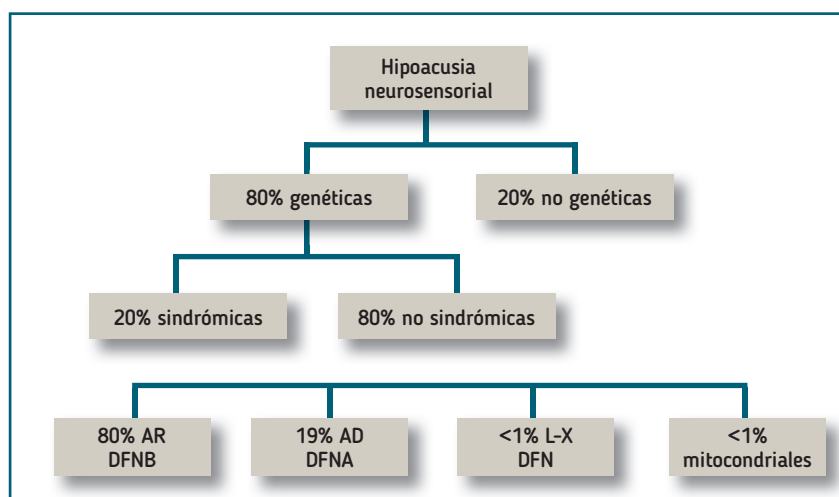 Hipoacusia
neurosensorial
80% genéticas
20% no genéticas
20% sindrómicas
80% no sindrómicas
80% AR
DFNB
19% AD
DFNA
<1% L-X
DFN
<1%
mitocondriales